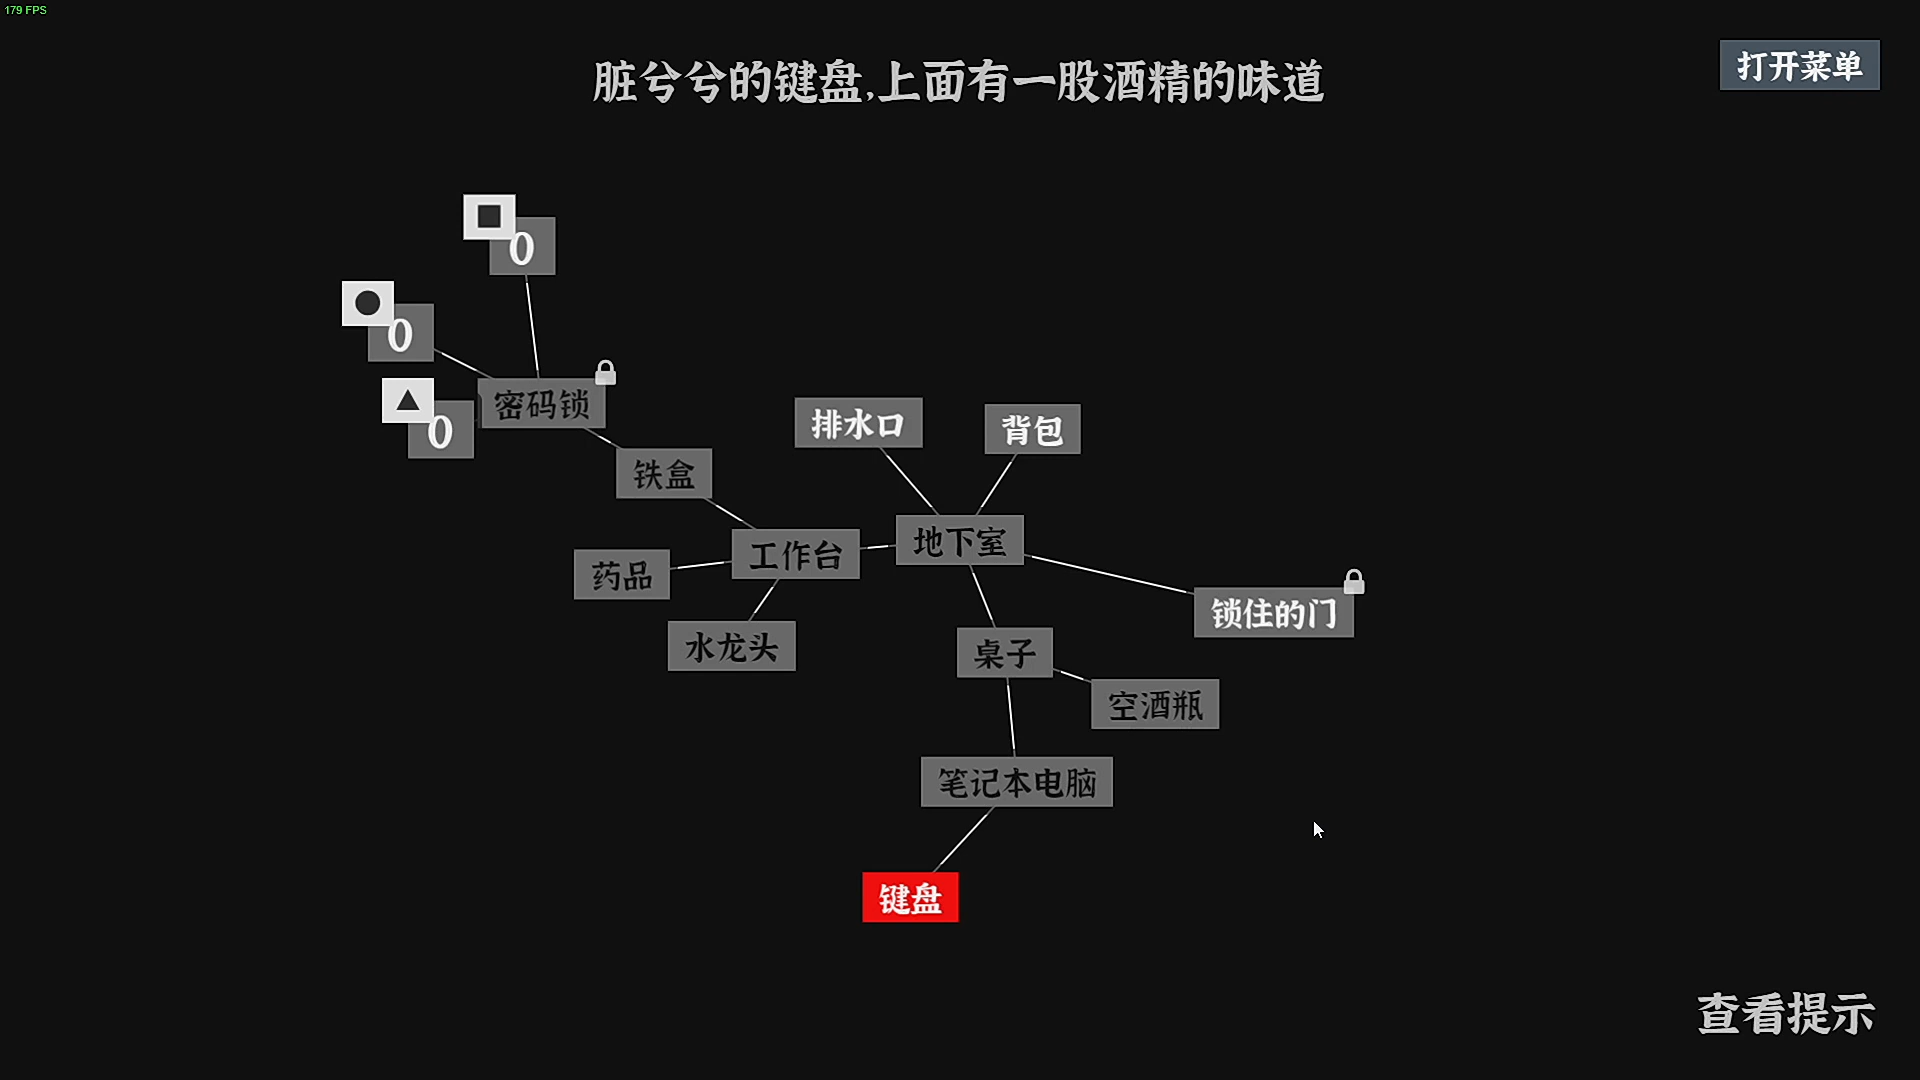 179 FPS
脏兮兮的键盘,上面有一股酒精的味道
打开菜单
0
0
0
密码锁
排水口
背包
铁盒
地下室
工作台
药品
锁住的门
水龙头
桌子
空酒瓶
笔记本电脑
键盘
查看提示